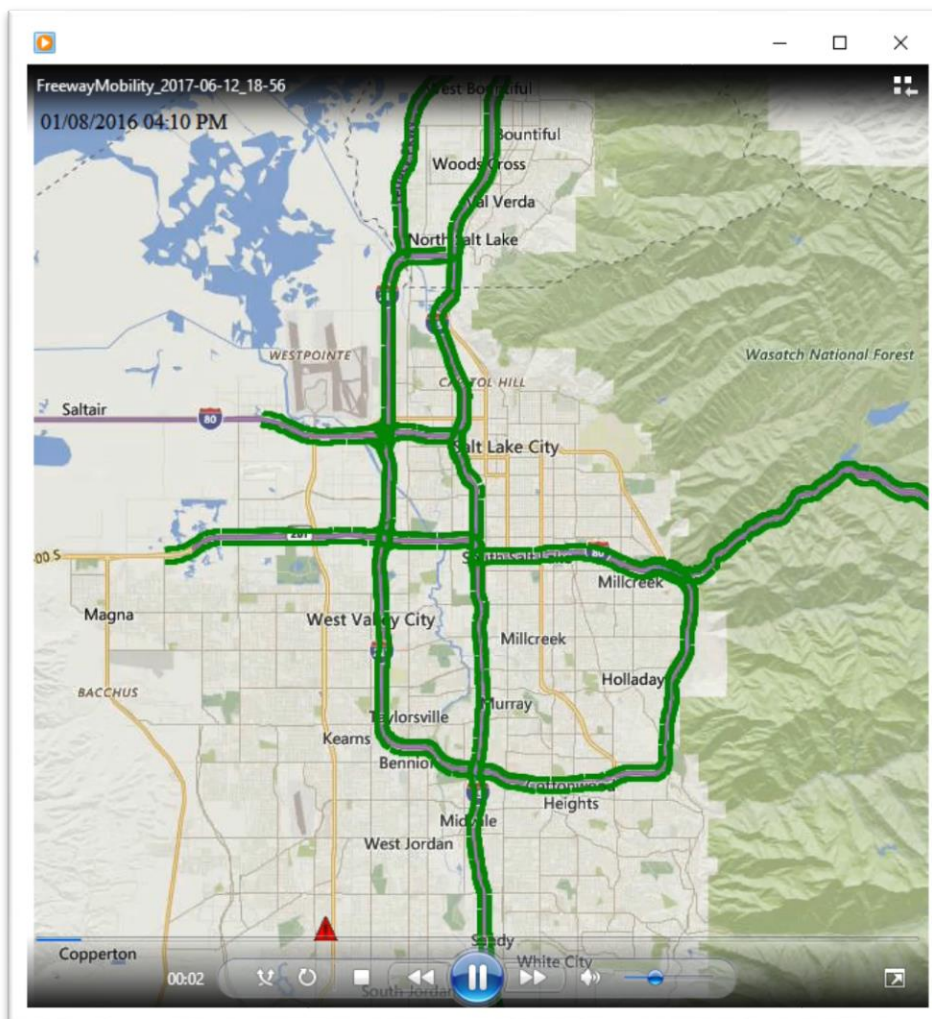 FreewayMobility_2017-06-12_18-56
01/08/2016 04:10 PM
West Bountiful
Bountiful
Woods Cross
Val Verda
North Salt Lake
WESTPOINTE
Wasatch National Forest
CAPITOL HILL
Saltair
80
Salt Lake City
201
South Salt Lake
80
00 S
Millcreek
Magna
West Valley City
Millcreek
Holladay
BACCHUS
Murray
Taylorsville
Kearns
Bennion
Cottonwood
Heights
Midvale
West Jordan
Sandy
Copperton
White City
00:02
South Jordan